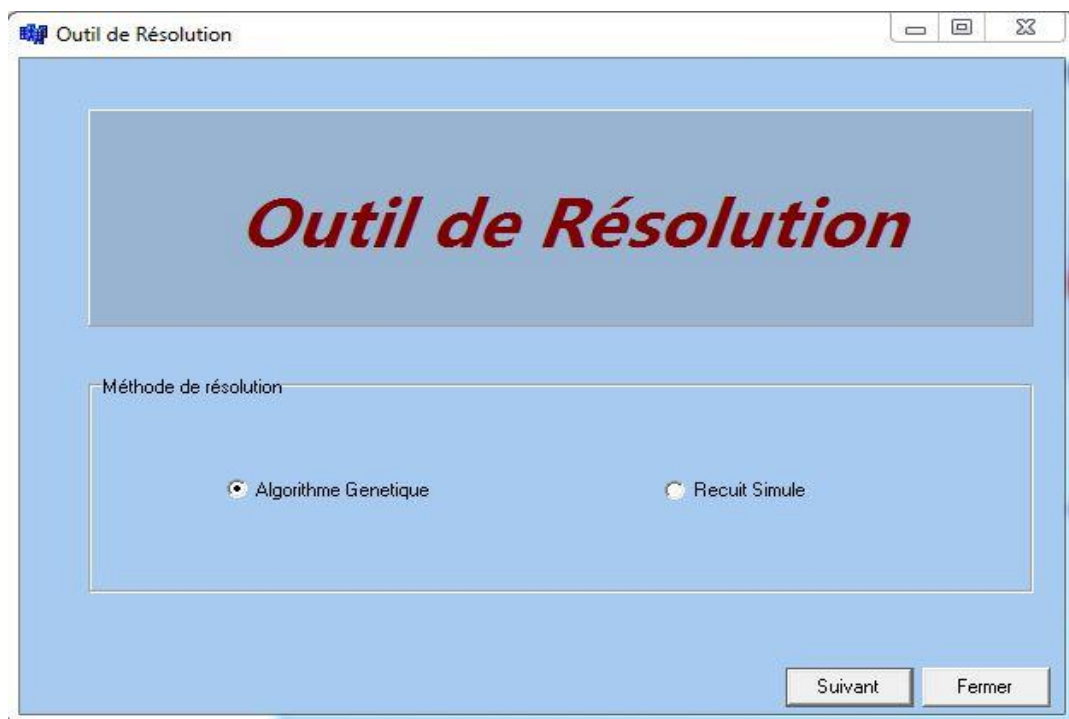 Outil de Résolution
Outil de Résolution
Méthode de résolution
Algorithme Genetique
Recuit Simule
Suivant
Fermer